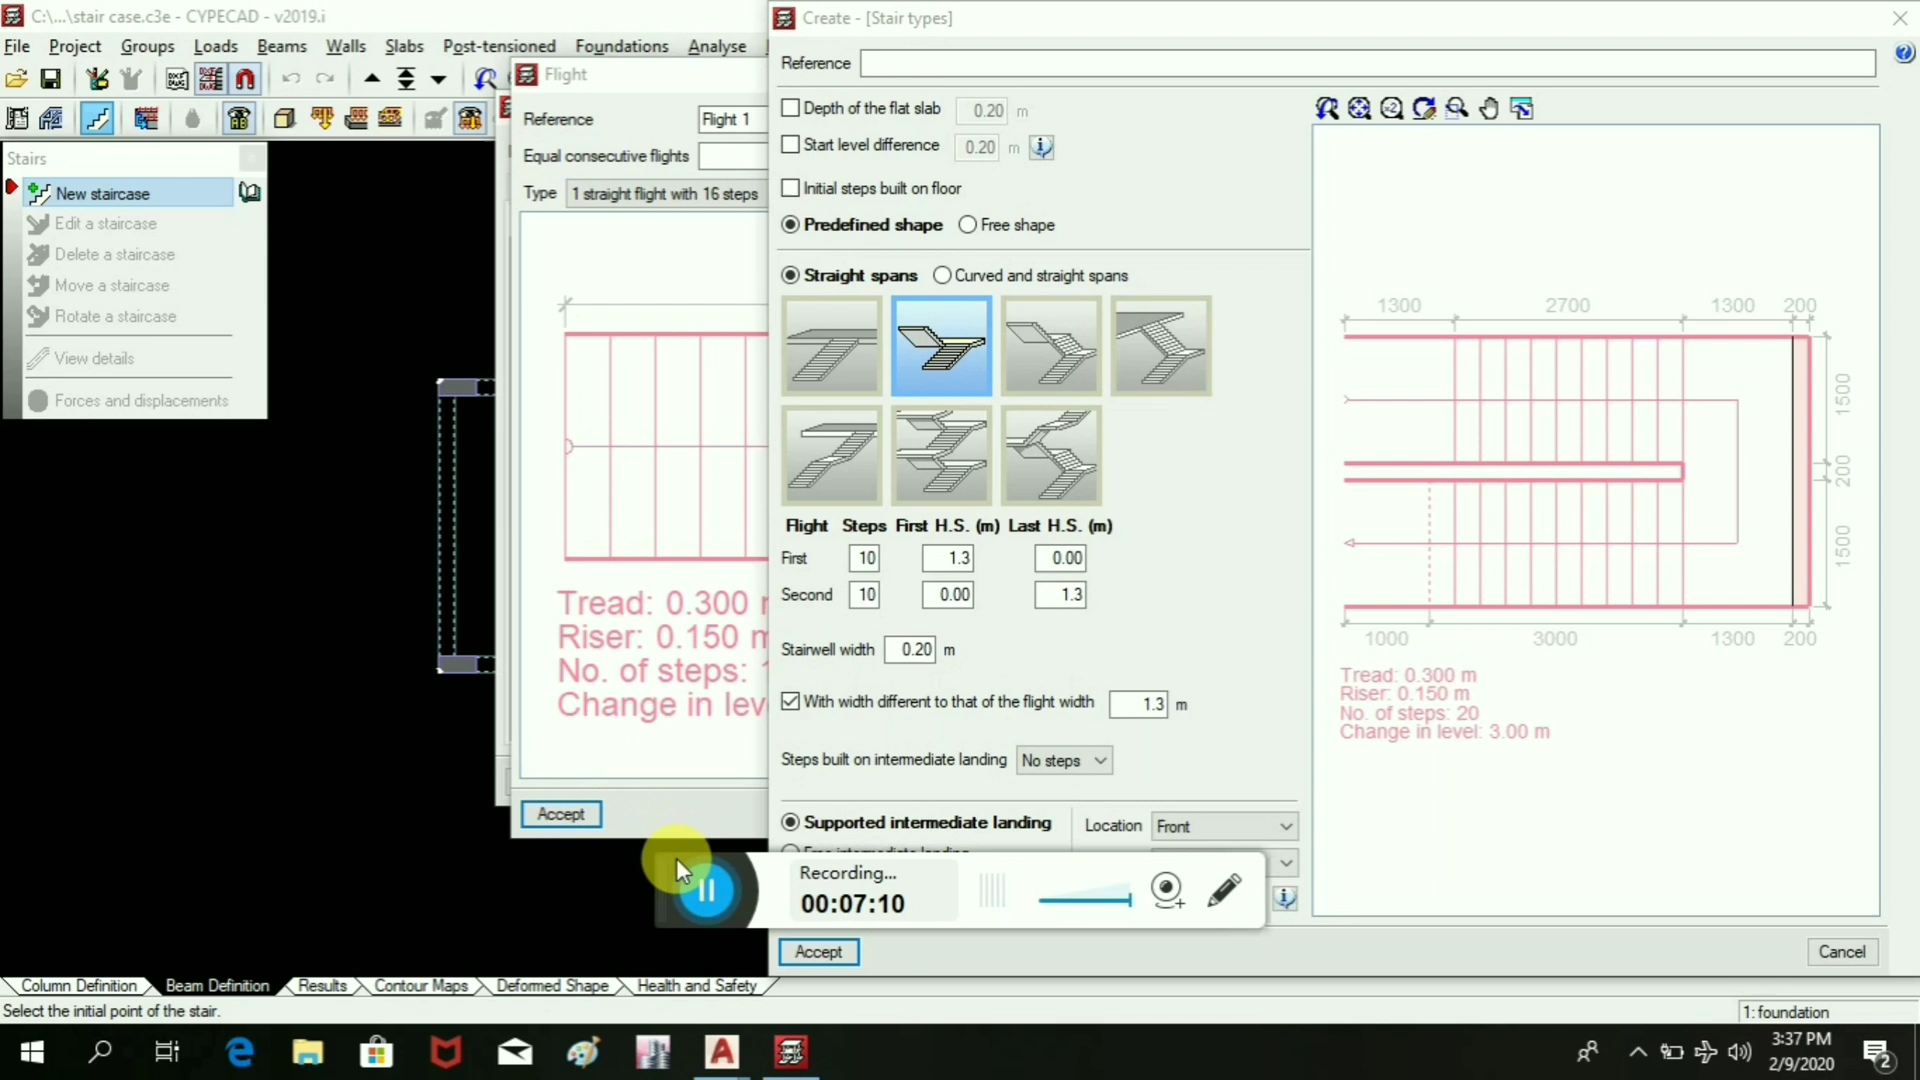 C:\...\stair case.c3e - CYPECAD - v2019.i
File Project Groups Loads Beams Walls Slabs Post-tensioned Foundations Analyse
Stairs
New staircase
Edit a staircase
Delete a staircase
Move a staircase
Rotate a staircase
View details
Forces and displacements
Flight
Reference Flight 1
Equal consecutive flights
Type 1 straight flight with 16 steps
Tread: 0.300
Riser: 0.150 m
No. of steps:
Change in lev
Accept
Create - [Stair types]
Reference
Depth of the flat slab 0.20 m
Start level difference 0.20 m
Initial steps built on floor
Predefined shape Free shape
Straight spans Curved and straight spans
Flight Steps First H.S. (m) Last H.S. (m)
First 10 1.3 0.00
Second 10 0.00 1.3
Stairwell width 0.20 m
With width different to that of the flight width 1.3 m
Steps built on intermediate landing No steps
Supported intermediate landing Location Front
Accept
Cancel
1300 2700 1300 200
1500
200
1500
1000 3000 1300 200
Tread: 0.300 m
Riser: 0.150 m
No. of steps: 20
Change in level: 3.00 m
Recording...
00:07:10
Column Definition Beam Definition Results Contour Maps Deformed Shape Health and Safety
Select the initial point of the stair.
1: foundation
3:37 PM
2/9/2020
2